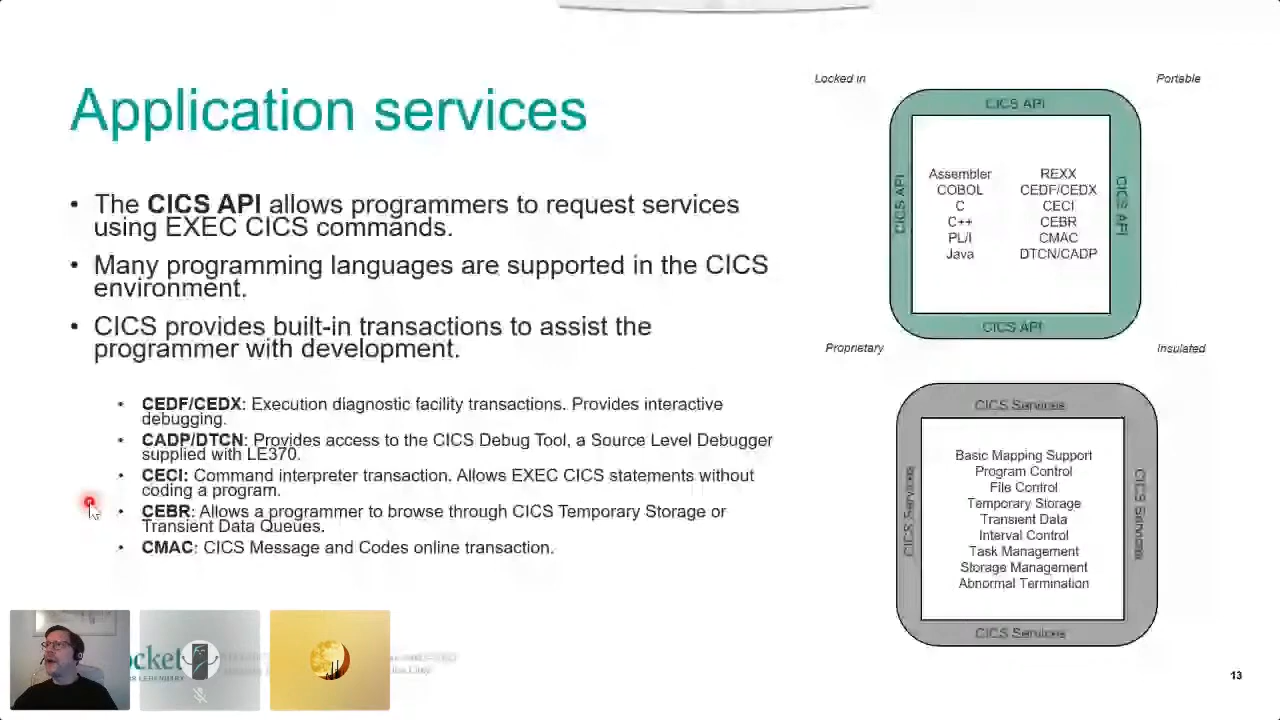 Application services
• The CICS API allows programmers to request services
using EXEC CICS commands.
• Many programming languages are supported in the CICS
environment.
• CICS provides built-in transactions to assist the
programmer with development.
• CEDF/CEDX: Execution diagnostic facility transactions. Provides interactive
debugging.
• CADP/DTCN: Provides access to the CICS Debug Tool, a Source Level Debugger
supplied with LE370.
• CECI: Command interpreter transaction. Allows EXEC CICS statements without
coding a program.
• CEBR: Allows a programmer to browse through CICS Temporary Storage or
Transient Data Queues.
• CMAC: CICS Message and Codes online transaction.
Locked in
Portable
CICS API
CICS API
Assembler
COBOL
C
C++
PL/I
Java
REXX
CEDF/CEDX
CECI
CEBR
CMAC
DTCN/CADP
CICS API
CICS API
Proprietary
Insulated
CICS Services
CICS Services
Basic Mapping Support
Program Control
File Control
Temporary Storage
Transient Data
Interval Control
Task Management
Storage Management
Abnormal Termination
CICS Services
CICS Services
ocket
LEGENDARY
13